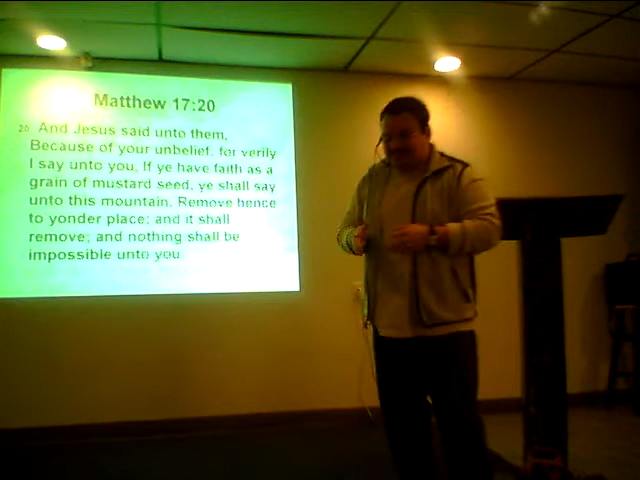 Matthew 17:20
20 And Jesus said unto them,
Because of your unbelief, for verily
I say unto you, If ye have faith as a
grain of mustard seed, ye shall say
unto this mountain, Remove hence
to yonder place; and it shall
remove; and nothing shall be
impossible unto you